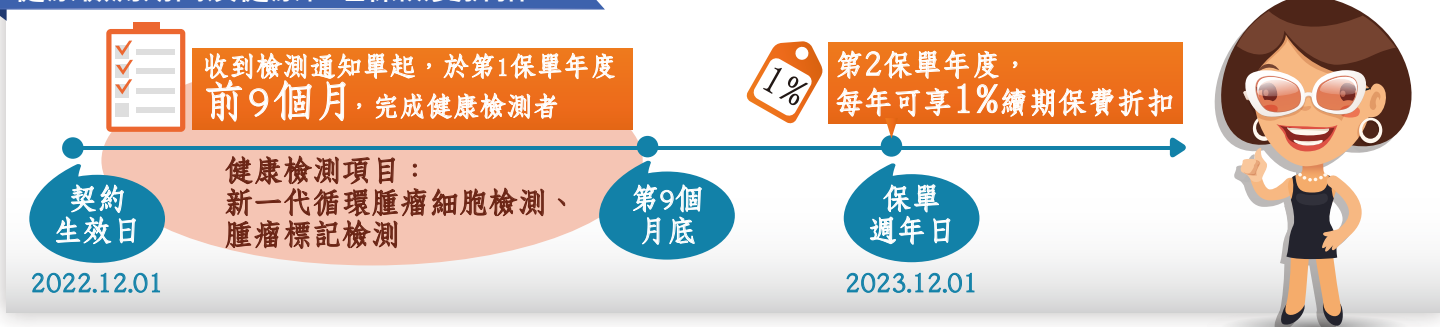 收到檢測通知單起,於第1保單年度
前9個月,完成健康檢測者
1%
第2保單年度,
每年可享1%續期保費折扣
健康檢測項目:
新一代循環腫瘤細胞檢測、
腫瘤標記檢測
契約
生效日
2022.12.01
第9個
月底
保單
週年日
2023.12.01